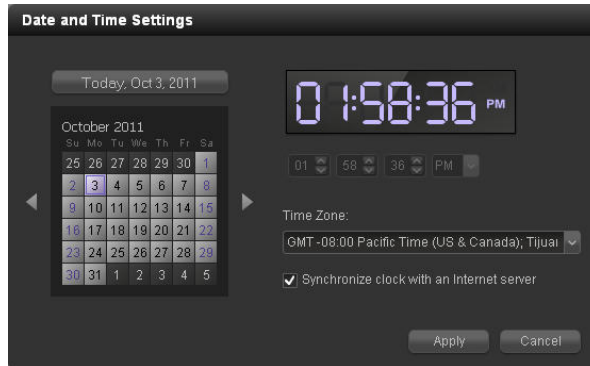 Date and Time Settings
Today, Oct 3, 2011
October 2011
Su Mo Tu We Th Fr Sa
25 26 27 28 29 30 1
2 3 4 5 6 7 8
9 10 11 12 13 14 15
16 17 18 19 20 21 22
23 24 25 26 27 28 29
30 31 1 2 3 4 5
01:58:36 PM
01 58 36 PM
Time Zone:
GMT -08:00 Pacific Time (US & Canada); Tijuai
Synchronize clock with an Internet server
Apply Cancel